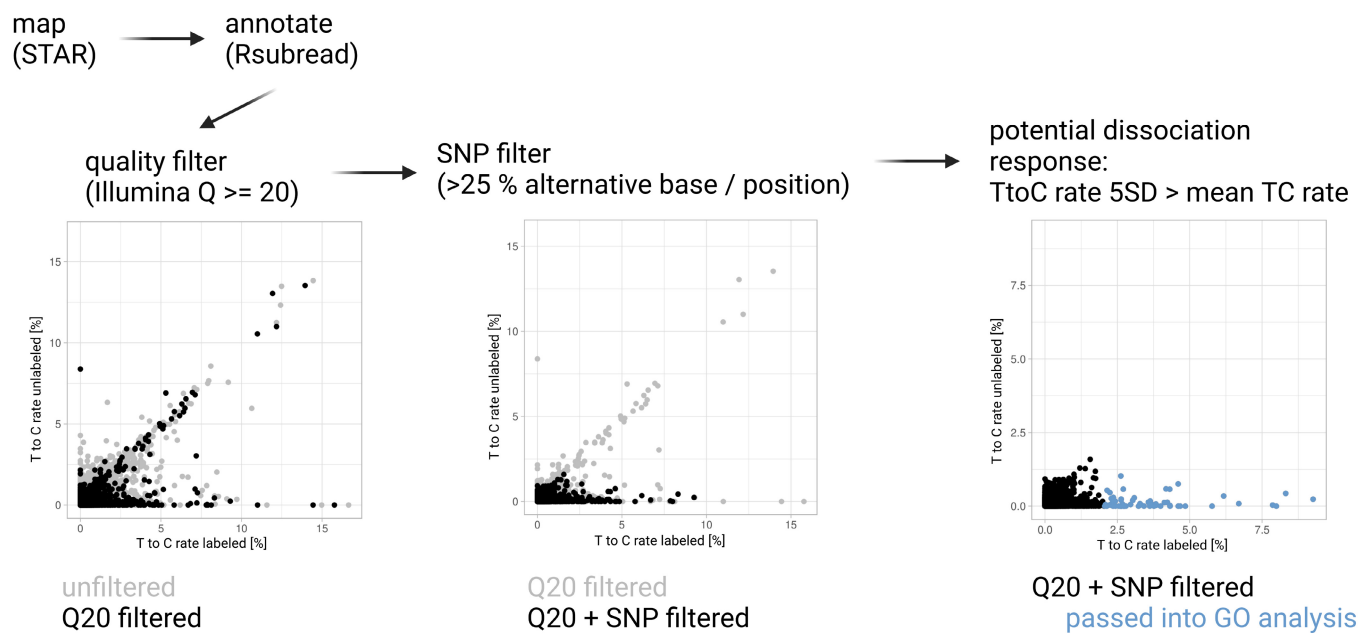 map
(STAR)
annotate
(Rsubread)
quality filter
(Illumina Q >= 20)
SNP filter
(>25 % alternative base / position)
potential dissociation
response:
TtoC rate 5SD > mean TC rate
T to C rate unlabeled [%]
15
10
5
0
0
5
10
15
T to C rate labeled [%]
unfiltered
Q20 filtered
T to C rate unlabeled [%]
15
10
5
0
0
5
10
15
T to C rate labeled [%]
Q20 filtered
Q20 + SNP filtered
T to C rate unlabeled [%]
7.5
5.0
2.5
0.0
0.0
2.5
5.0
7.5
T to C rate labeled [%]
Q20 + SNP filtered
passed into GO analysis